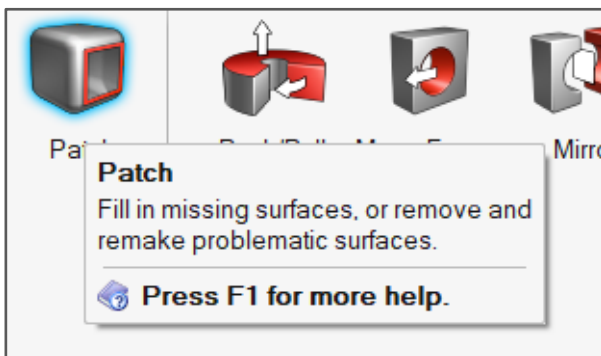 Patch
Fill in missing surfaces, or remove and
remake problematic surfaces.
Press F1 for more help.